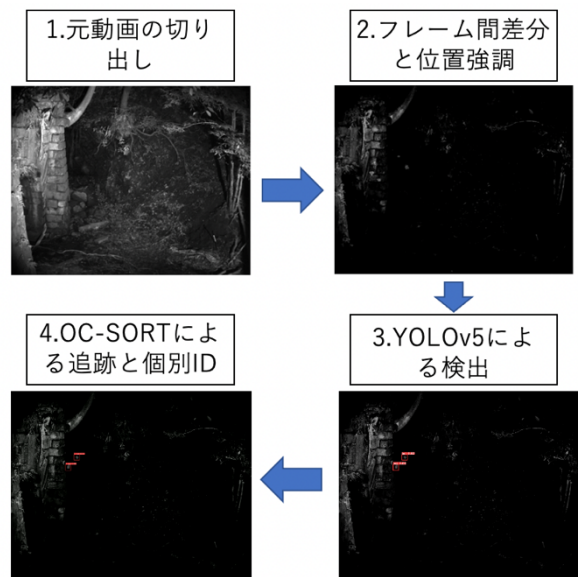 1.元動画の切り
出し
2.フレーム間差分
と位置強調
3.YOLOv5によ
る検出
4.OC-SORTによ
る追跡と個別ID